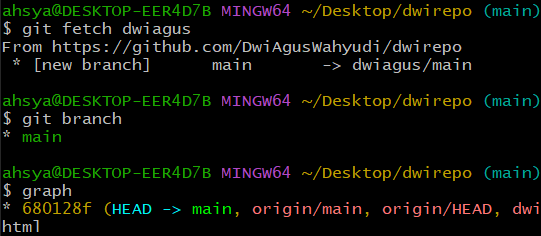 ahsya@DESKTOP-EER4D7B MINGW64 ~/Desktop/dwirepo (main)
$ git fetch dwiagus
From https://github.com/DwiAgusWahyudi/dwirepo
 * [new branch]      main       -> dwiagus/main
ahsya@DESKTOP-EER4D7B MINGW64 ~/Desktop/dwirepo (main)
$ git branch
* main
ahsya@DESKTOP-EER4D7B MINGW64 ~/Desktop/dwirepo (main)
$ graph
* 680128f (HEAD -> main, origin/main, origin/HEAD, dwi
html